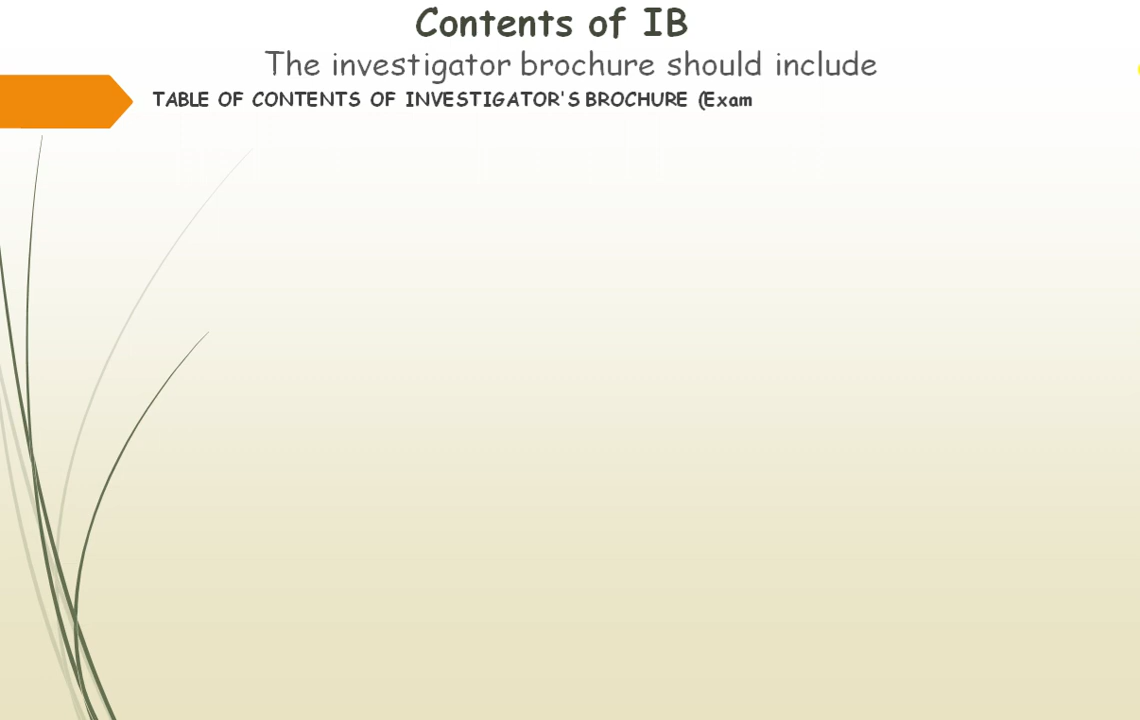 Contents of IB
The investigator brochure should include
TABLE OF CONTENTS OF INVESTIGATOR'S BROCHURE (Exam